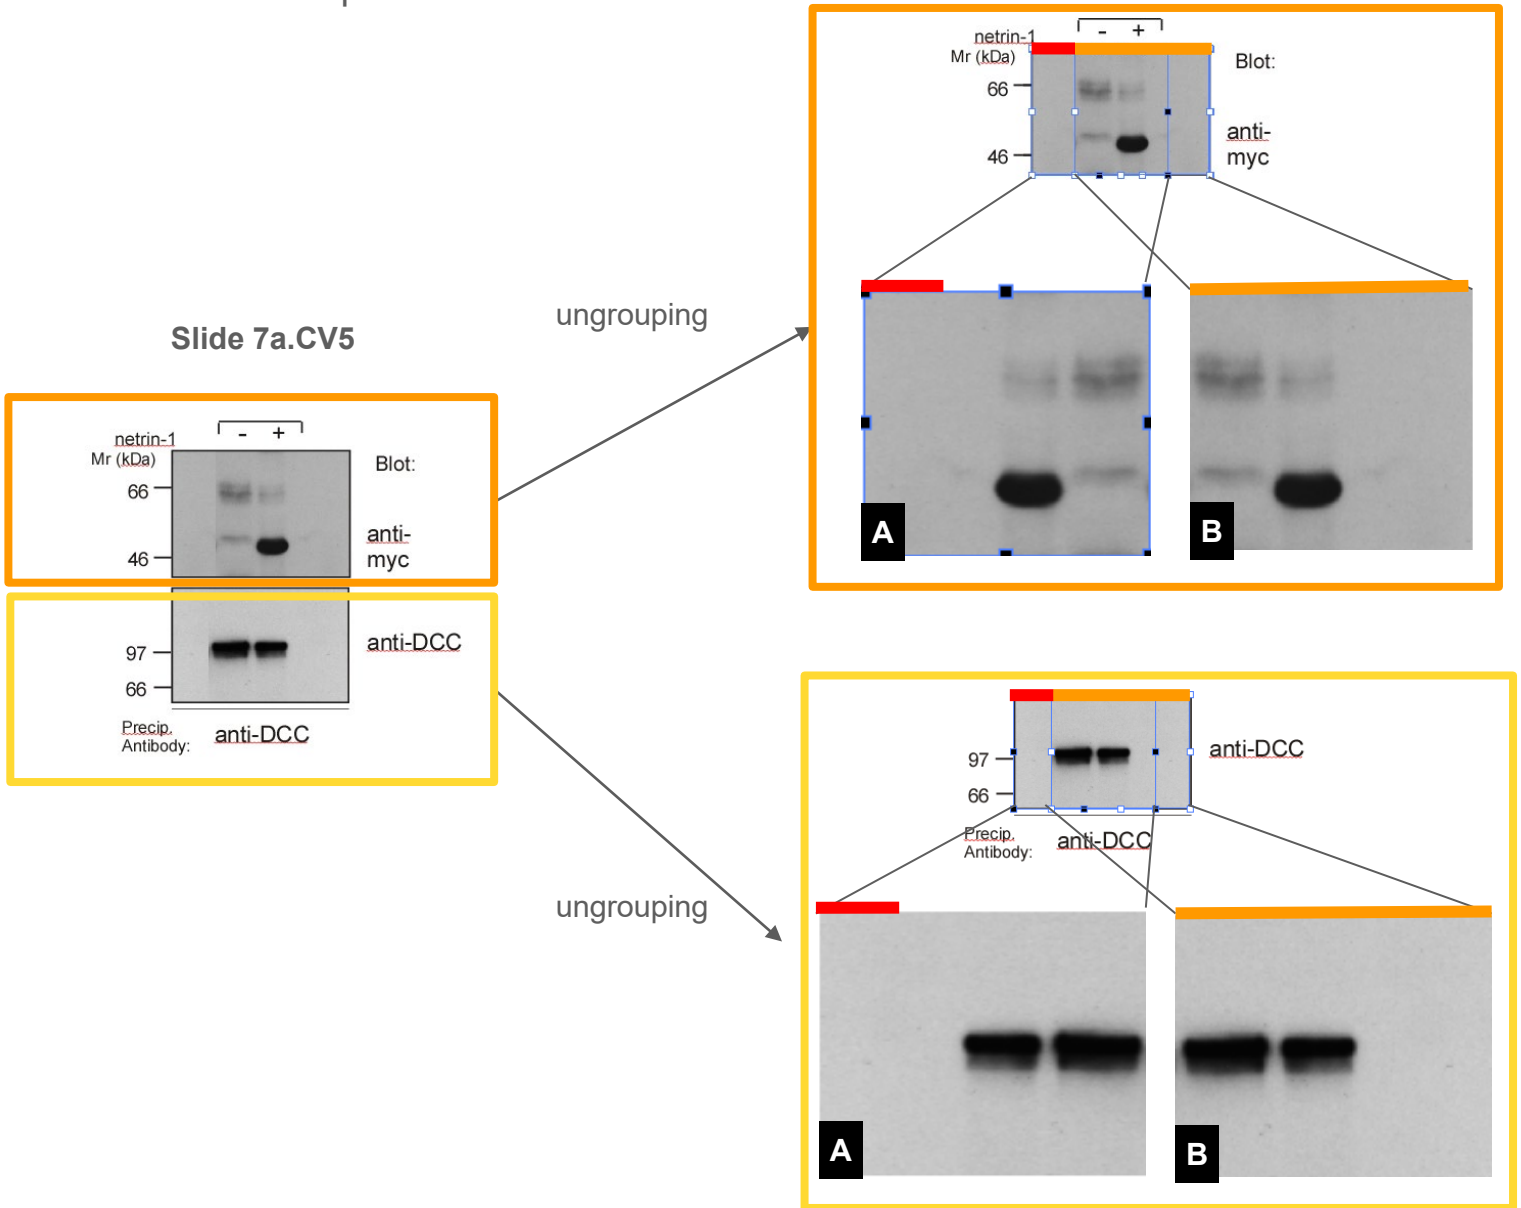 Slide 7a.CV5
netrin-1
- +
Mr (kDa)
Blot:
66
anti-
myc
46
anti-DCC
97
66
Precip.
Antibody:
anti-DCC
ungrouping
ungrouping
netrin-1
- +
Mr (kDa)
Blot:
66
anti-
myc
46
A
B
97
anti-DCC
66
Precip.
Antibody:
anti-DCC
A
B